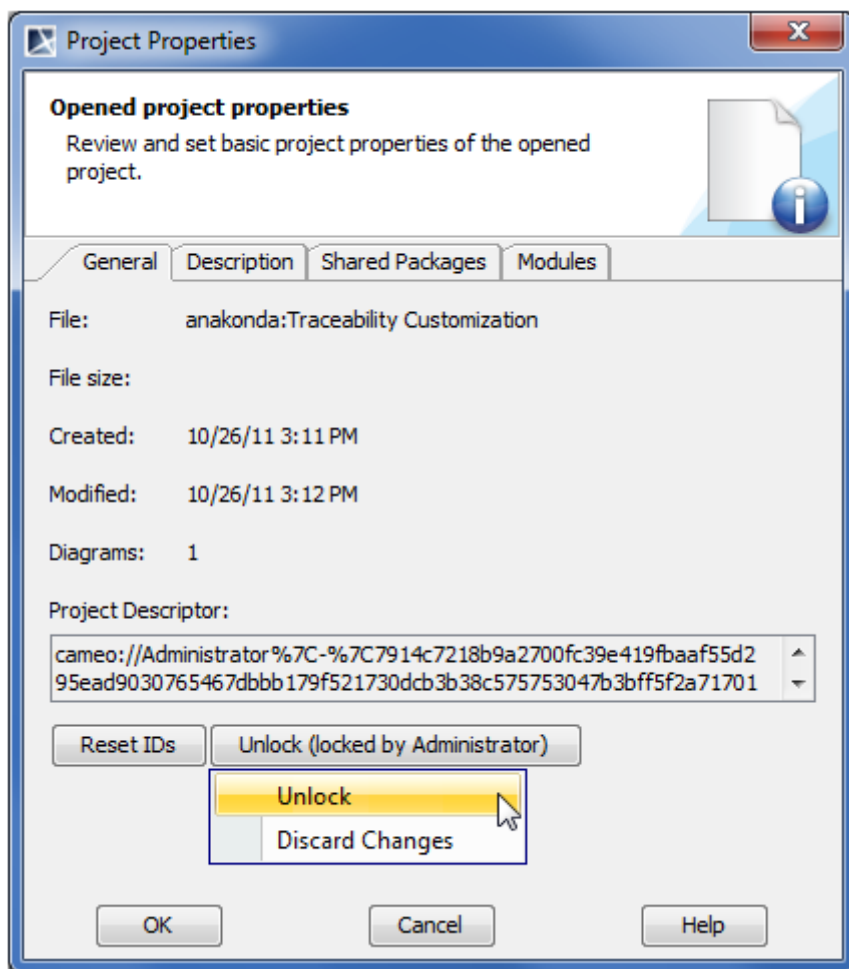 Project Properties
Opened project properties
Review and set basic project properties of the opened
project.
General Description Shared Packages Modules
File: anakonda:Traceability Customization
File size:
Created: 10/26/11 3:11 PM
Modified: 10/26/11 3:12 PM
Diagrams: 1
Project Descriptor:
cameo://Administrator%7C-%7C7914c7218b9a2700fc39e419fbaaf55d2
95ead9030765467dbbb179f521730dcb3b38c575753047b3bff5f2a71701
Reset IDs Unlock (locked by Administrator)
Unlock
Discard Changes
OK Cancel Help